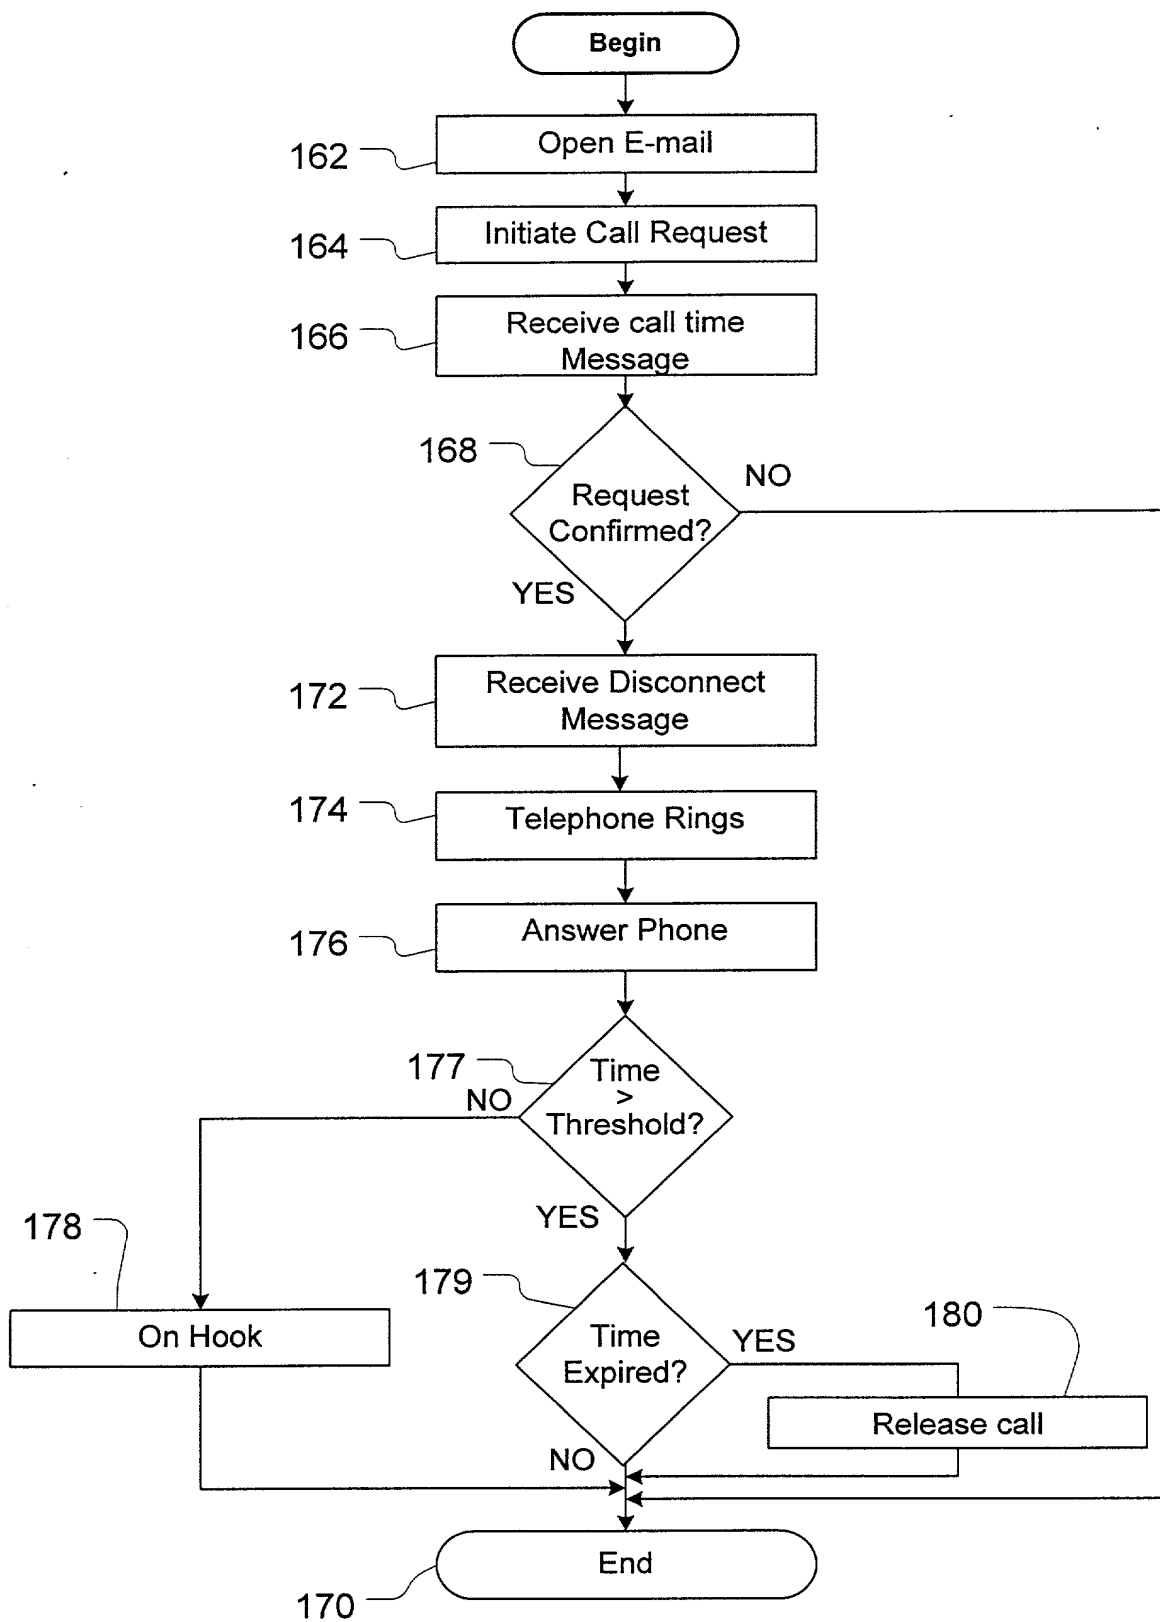 Begin
Open E-mail
162
Initiate Call Request
164
Receive call time
Message
166
168
Request
Confirmed?
NO
YES
Receive Disconnect
Message
172
174
Telephone Rings
Answer Phone
176
177
Time
>
Threshold?
NO
YES
178
On Hook
179
Time
Expired?
YES
180
Release call
NO
End
170